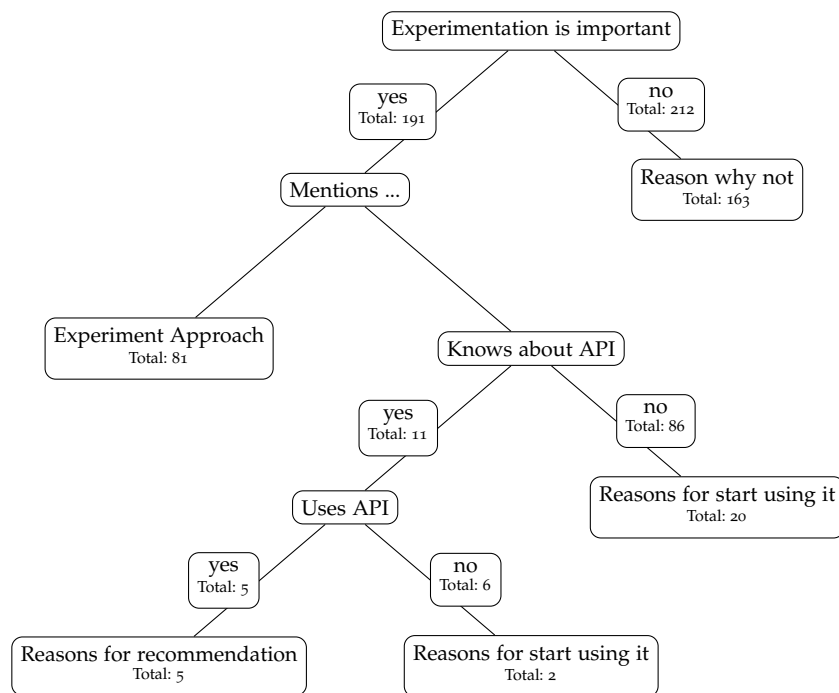 Experimentation is important
yes
Total: 191
no
Total: 212
Mentions ...
Reason why not
Total: 163
Experiment Approach
Total: 81
Knows about API
yes
Total: 11
no
Total: 86
Uses API
Reasons for start using it
Total: 20
yes
Total: 5
no
Total: 6
Reasons for recommendation
Total: 5
Reasons for start using it
Total: 2